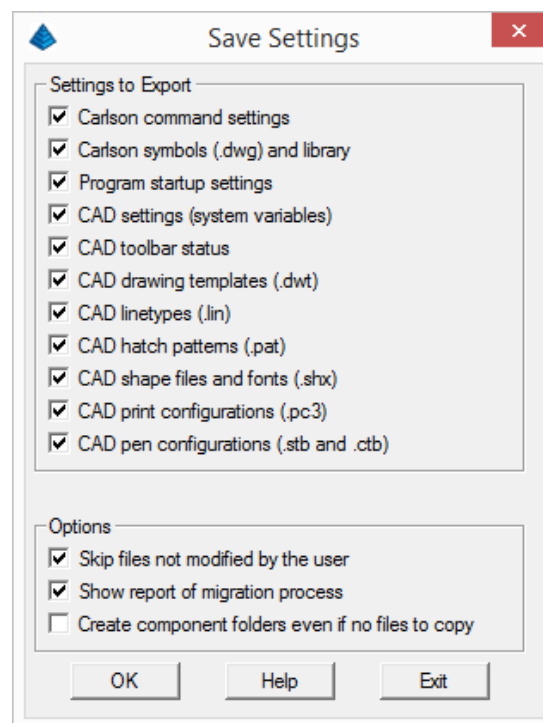 Save Settings
Settings to Export
Carlson command settings
Carlson symbols (.dwg) and library
Program startup settings
CAD settings (system variables)
CAD toolbar status
CAD drawing templates (.dwt)
CAD linetypes (.lin)
CAD hatch patterns (.pat)
CAD shape files and fonts (.shx)
CAD print configurations (.pc3)
CAD pen configurations (.stb and .ctb)
Options
Skip files not modified by the user
Show report of migration process
Create component folders even if no files to copy
OK Help Exit